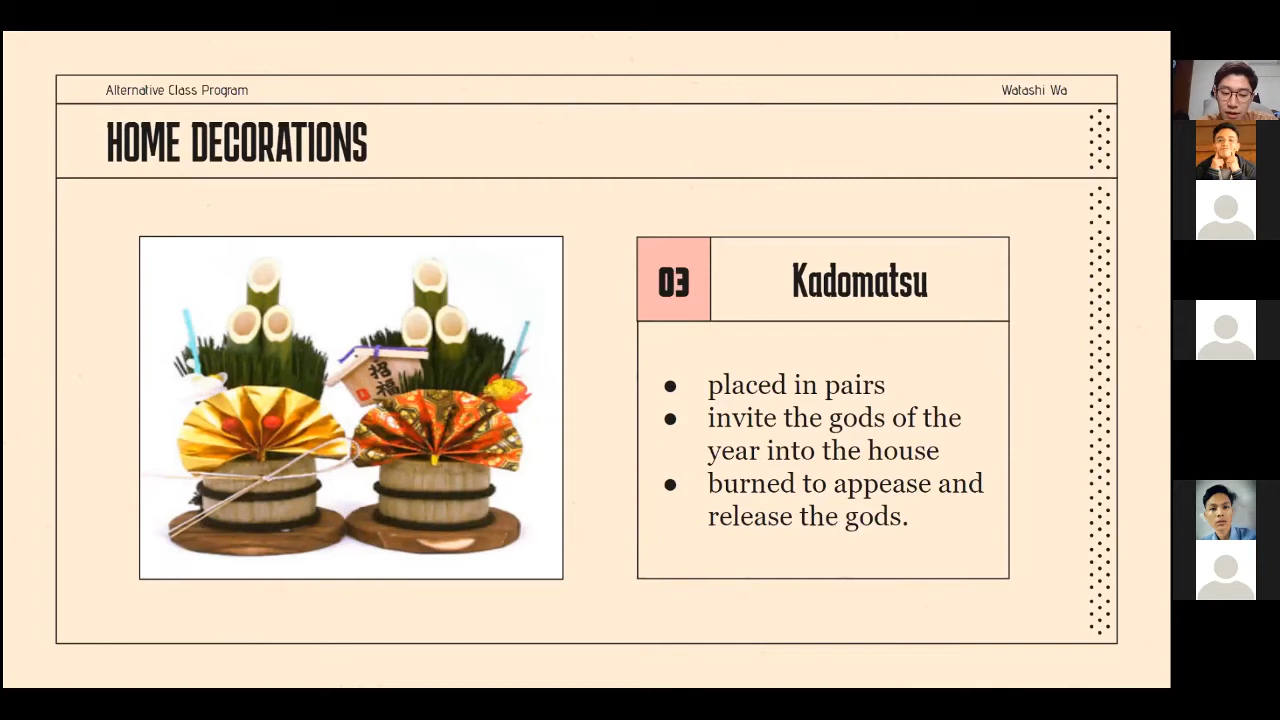 Alternative Class Program
Watashi Wa
HOME DECORATIONS
招
福
03
Kadomatsu
● placed in pairs
● invite the gods of the
year into the house
● burned to appease and
release the gods.